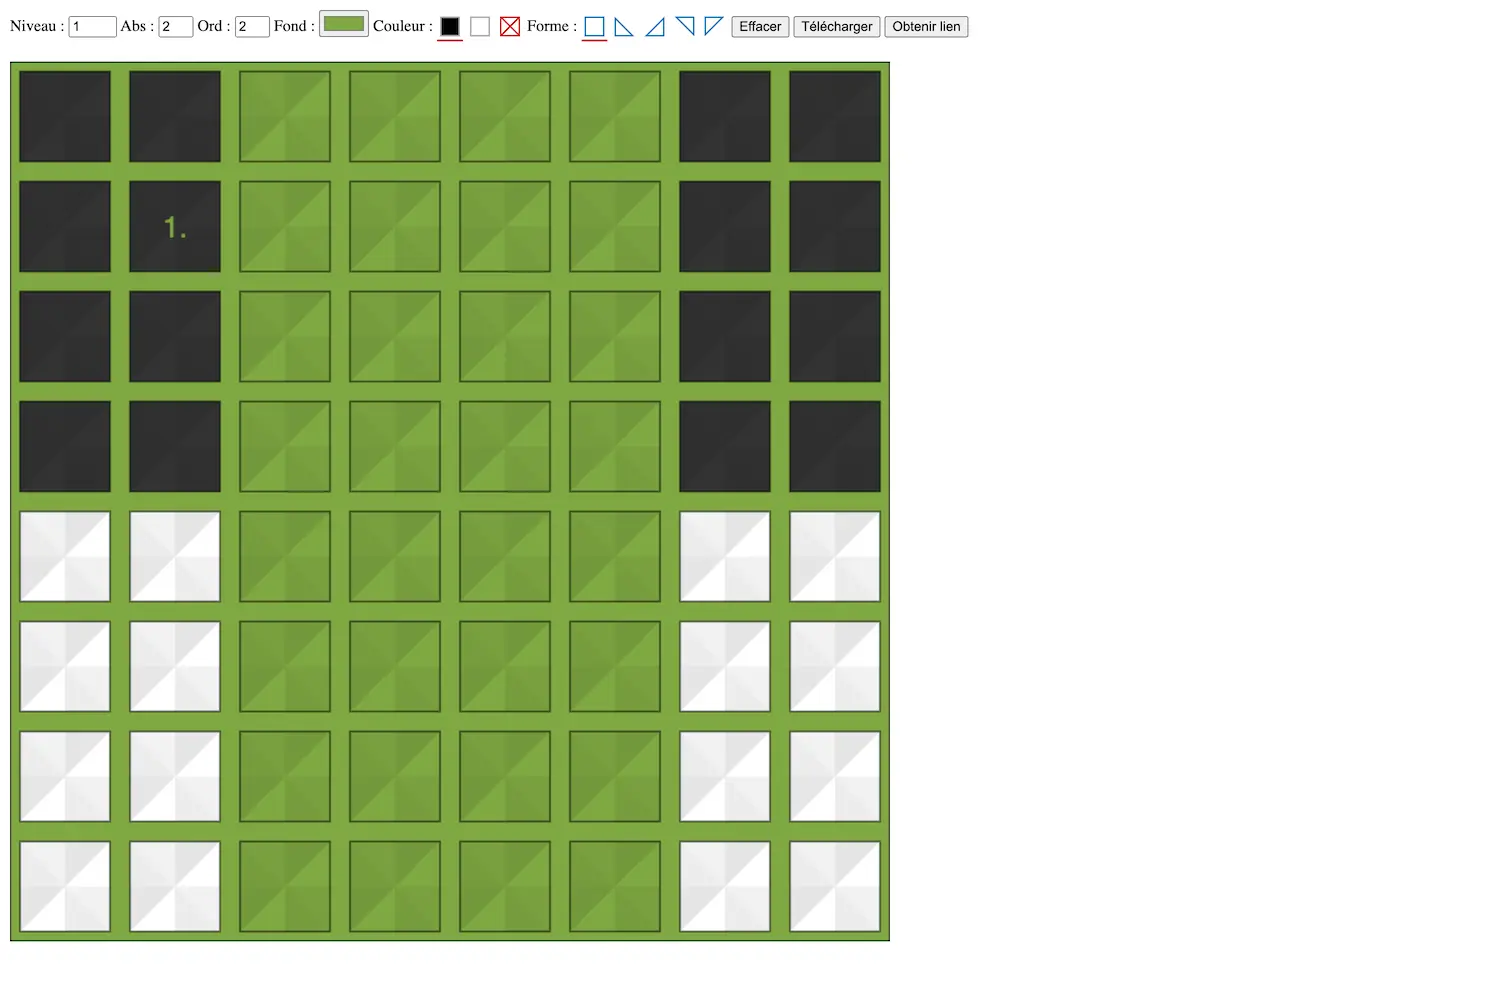 Niveau : 1 Abs : 2 Ord : 2 Fond : Couleur : Forme : Effacer Télécharger Obtenir lien
1.